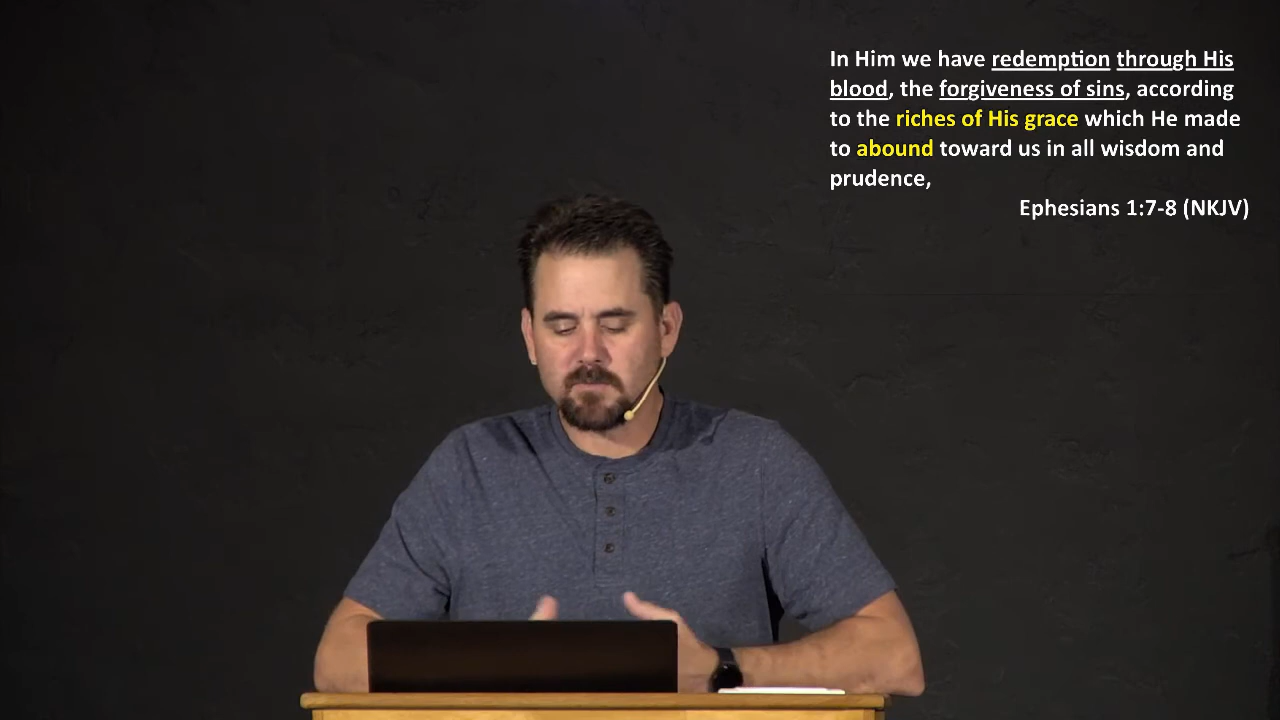 In Him we have redemption through His
blood, the forgiveness of sins, according
to the riches of His grace which He made
to abound toward us in all wisdom and
prudence,
Ephesians 1:7-8 (NKJV)